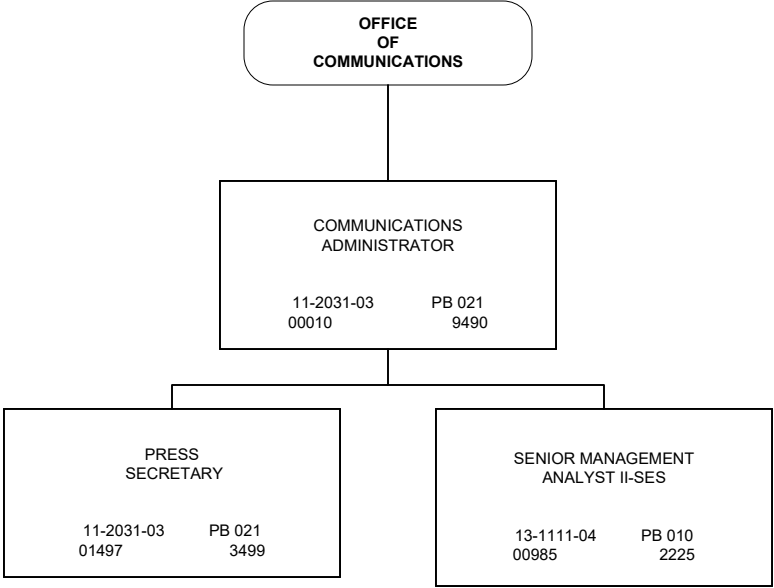 OFFICE
OF
COMMUNICATIONS
COMMUNICATIONS
ADMINISTRATOR
11-2031-03 PB 021
00010 9490
PRESS
SECRETARY
11-2031-03 PB 021
01497 3499
SENIOR MANAGEMENT
ANALYST II-SES
13-1111-04 PB 010
00985 2225